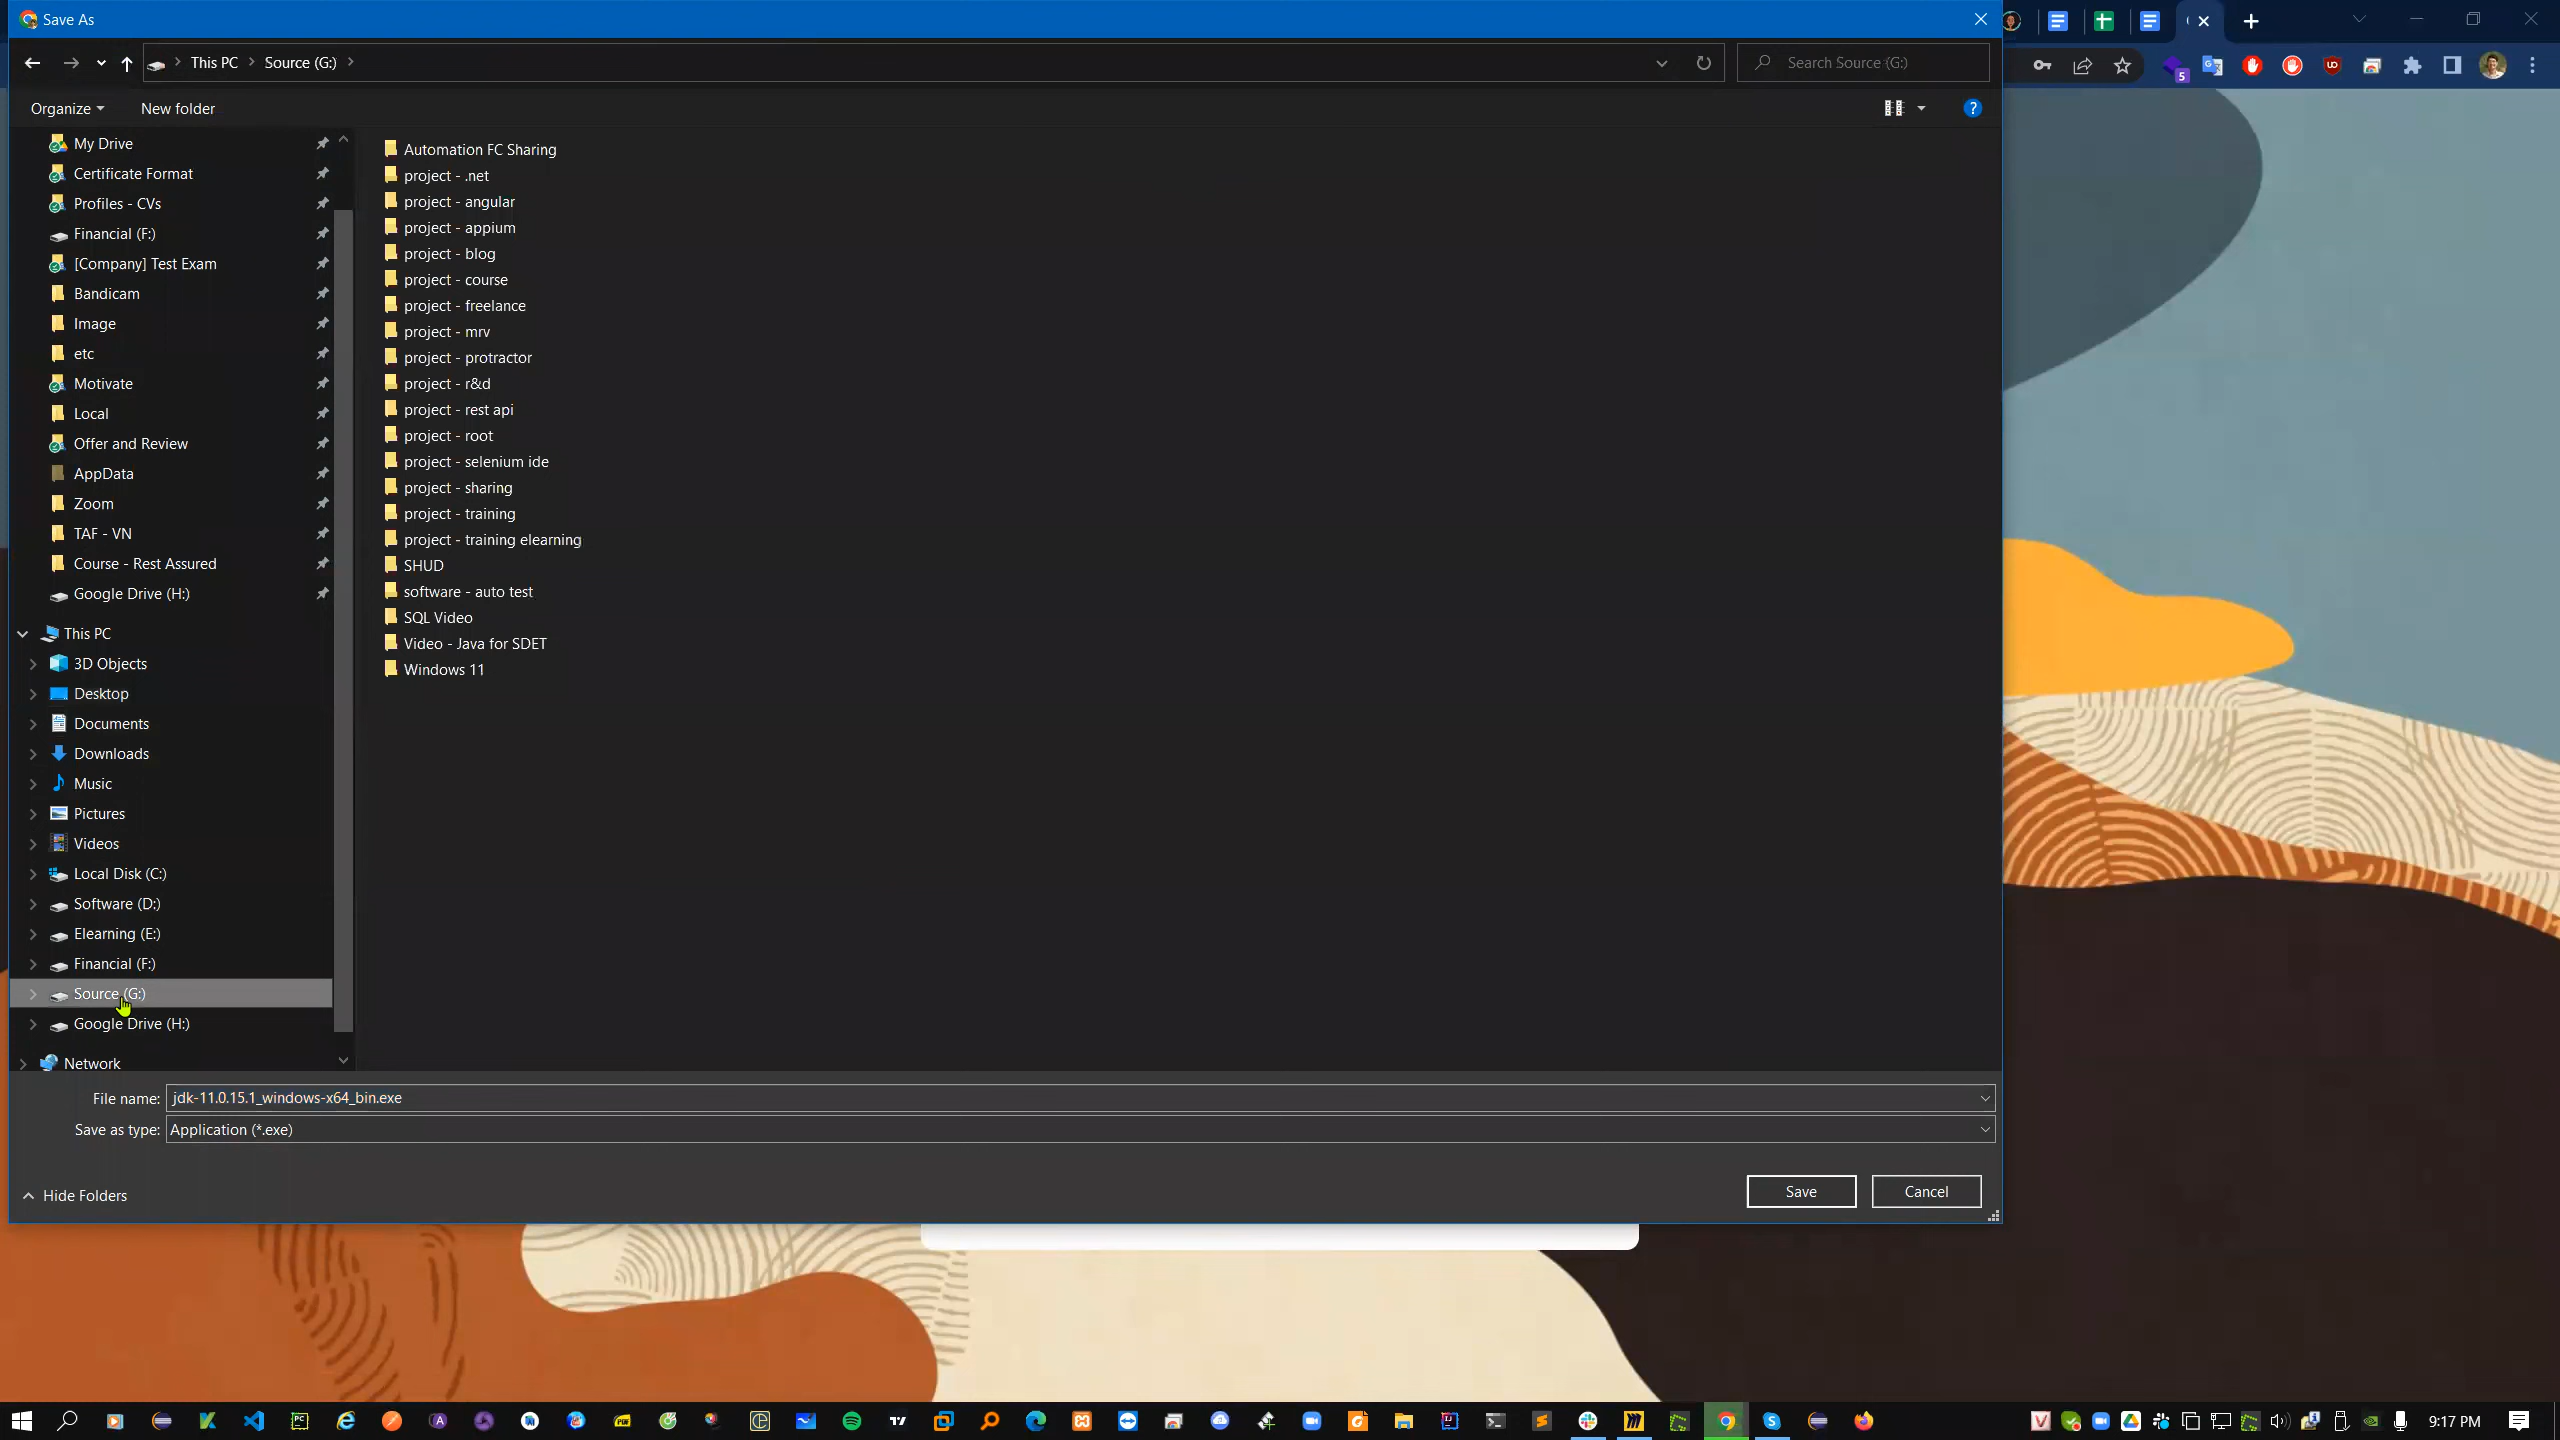 Save As
This PC
Source (G:)
Search Source (G:)
Organize
New folder
My Drive
Certificate Format
Profiles - CVs
Financial (F:)
[Company] Test Exam
Bandicam
Image
etc
Motivate
Local
Offer and Review
AppData
Zoom
TAF - VN
Course - Rest Assured
Google Drive (H:)
This PC
3D Objects
Desktop
Documents
Downloads
Music
Pictures
Videos
Local Disk (C:)
Software (D:)
Elearning (E:)
Financial (F:)
Source (G:)
Google Drive (H:)
Network
Automation FC Sharing
project - .net
project - angular
project - appium
project - blog
project - course
project - freelance
project - mrv
project - protractor
project - r&d
project - rest api
project - root
project - selenium ide
project - sharing
project - training
project - training elearning
SHUD
software - auto test
SQL Video
Video - Java for SDET
Windows 11
File name: jdk-11.0.15.1_windows-x64_bin.exe
Save as type: Application (*.exe)
Hide Folders
Save
Cancel
5
9:17 PM